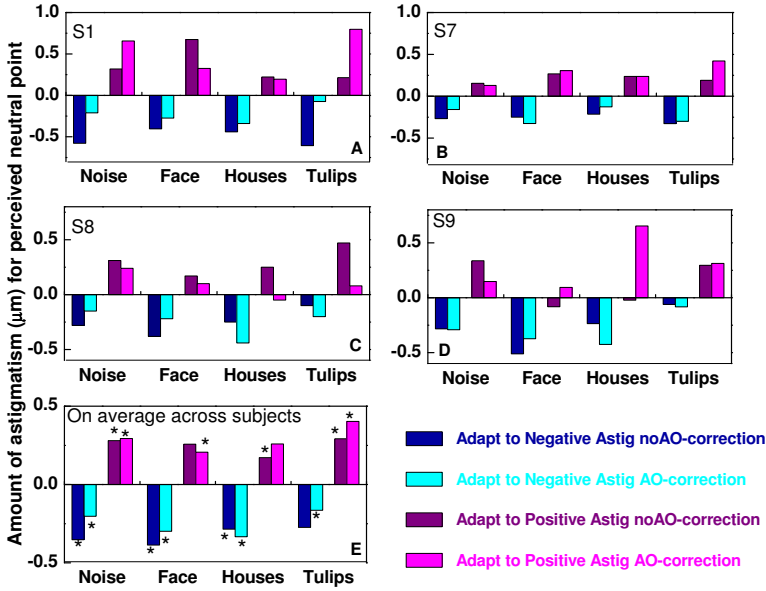 Amount of astigmatism (μm) for perceived neutral point
S1
1.0
0.5
0.0
-0.5
A
Noise Face Houses Tulips
S7
1.0
0.5
0.0
-0.5
B
Noise Face Houses Tulips
S8
0.5
0.0
-0.5
C
Noise Face Houses Tulips
S9
0.5
0.0
-0.5
D
Noise Face Houses Tulips
On average across subjects
0.5
0.0
-0.5
* * * * * *
* * * * * * *
E
Noise Face Houses Tulips
Adapt to Negative Astig noAO-correction
Adapt to Negative Astig AO-correction
Adapt to Positive Astig noAO-correction
Adapt to Positive Astig AO-correction